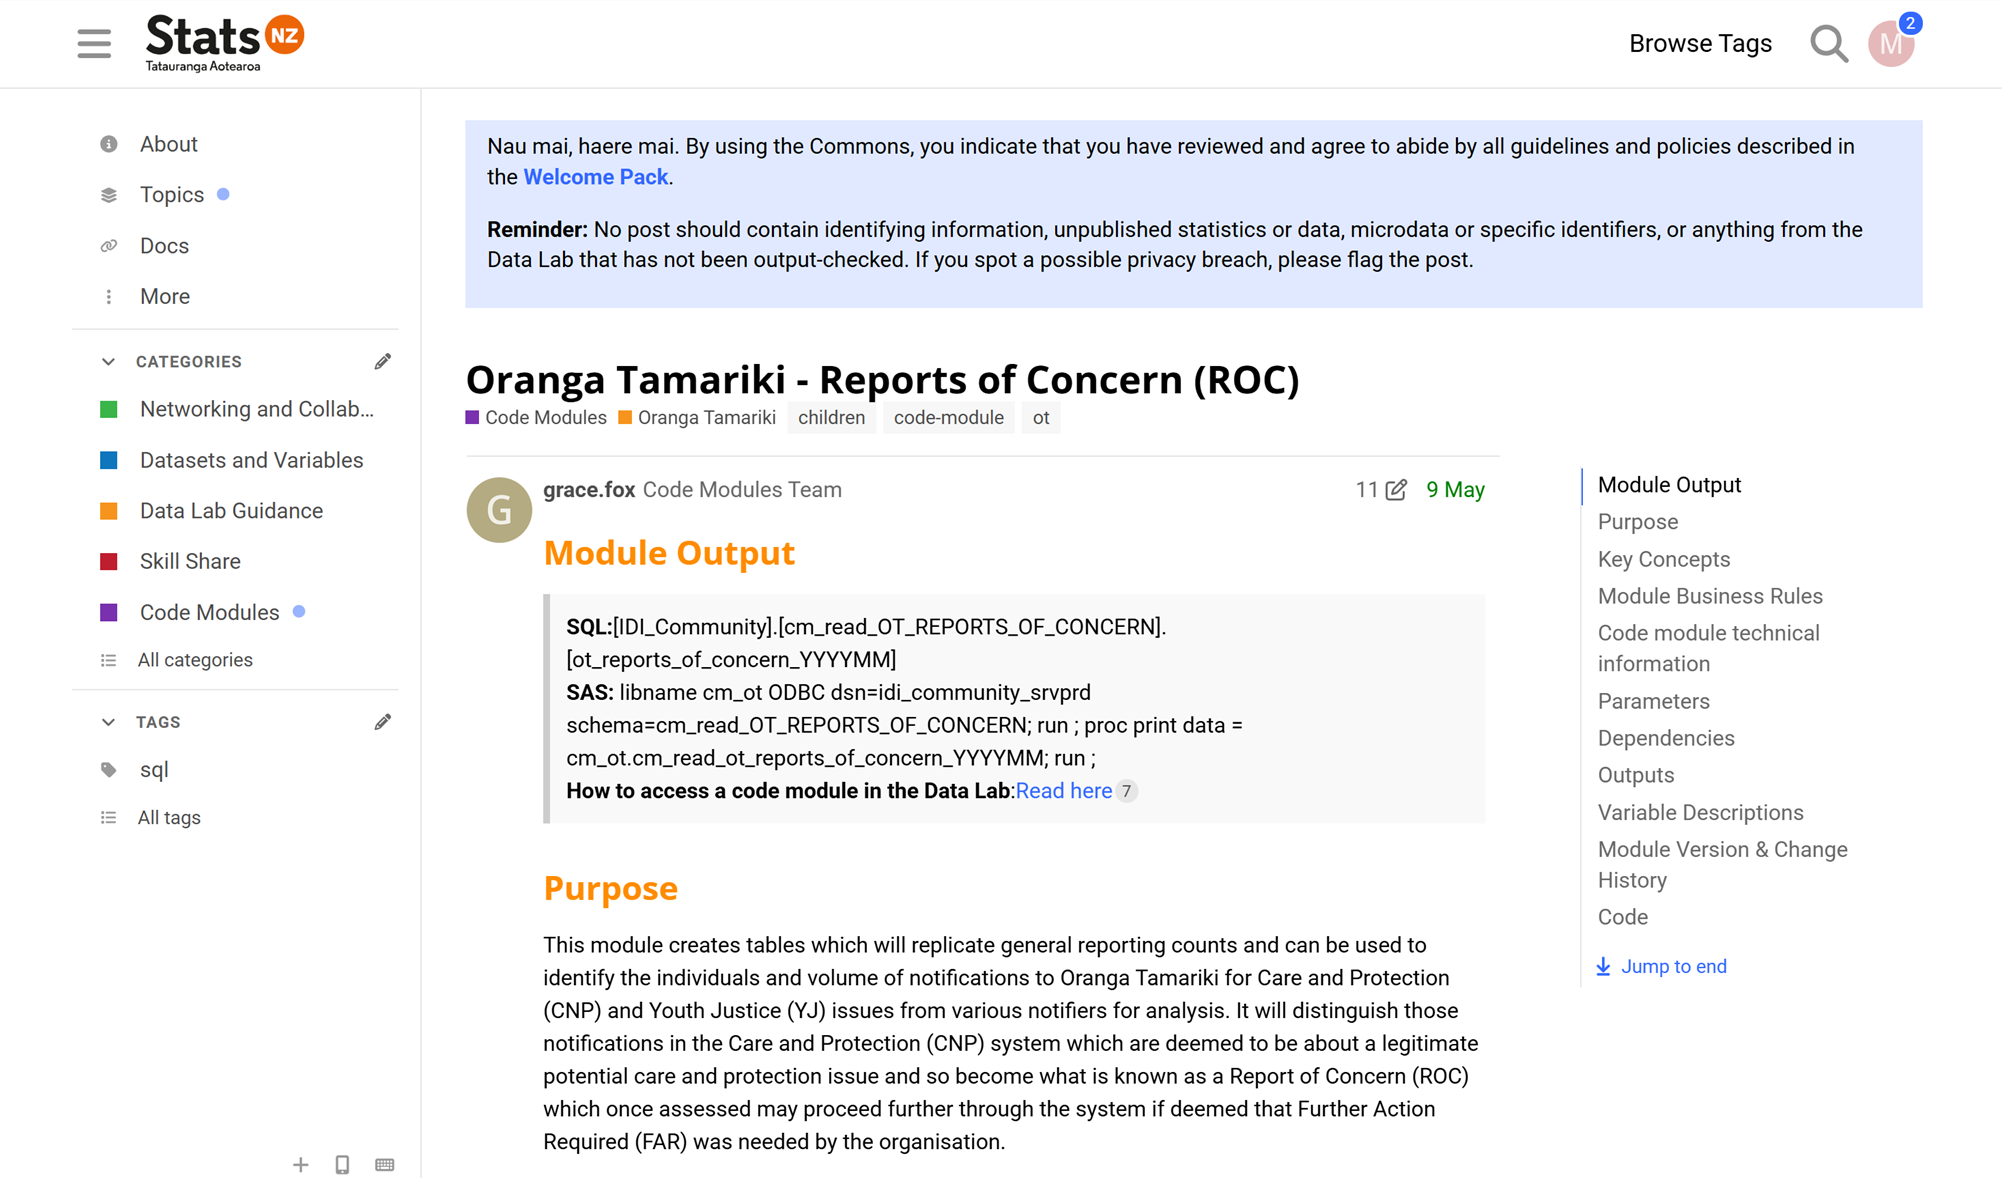 Stats NZ
Tatauranga Aotearoa
Browse Tags
M
2
About
Topics
Docs
More
CATEGORIES
Networking and Collab...
Datasets and Variables
Data Lab Guidance
Skill Share
Code Modules
All categories
TAGS
sql
All tags
Nau mai, haere mai. By using the Commons, you indicate that you have reviewed and agree to abide by all guidelines and policies described in
the Welcome Pack.
Reminder: No post should contain identifying information, unpublished statistics or data, microdata or specific identifiers, or anything from the
Data Lab that has not been output-checked. If you spot a possible privacy breach, please flag the post.
Oranga Tamariki - Reports of Concern (ROC)
Code Modules Oranga Tamariki children code-module ot
G
grace.fox Code Modules Team 11 9 May
Module Output
SQL:[IDI_Community].[cm_read_OT_REPORTS_OF_CONCERN].
[ot_reports_of_concern_YYYYMM]
SAS: libname cm_ot ODBC dsn=idi_community_srvprd
schema=cm_read_OT_REPORTS_OF_CONCERN; run ; proc print data =
cm_ot.cm_read_ot_reports_of_concern_YYYYMM; run ;
How to access a code module in the Data Lab:Read here 7
Purpose
This module creates tables which will replicate general reporting counts and can be used to
identify the individuals and volume of notifications to Oranga Tamariki for Care and Protection
(CNP) and Youth Justice (YJ) issues from various notifiers for analysis. It will distinguish those
notifications in the Care and Protection (CNP) system which are deemed to be about a legitimate
potential care and protection issue and so become what is known as a Report of Concern (ROC)
which once assessed may proceed further through the system if deemed that Further Action
Required (FAR) was needed by the organisation.
Module Output
Purpose
Key Concepts
Module Business Rules
Code module technical
information
Parameters
Dependencies
Outputs
Variable Descriptions
Module Version & Change
History
Code
Jump to end